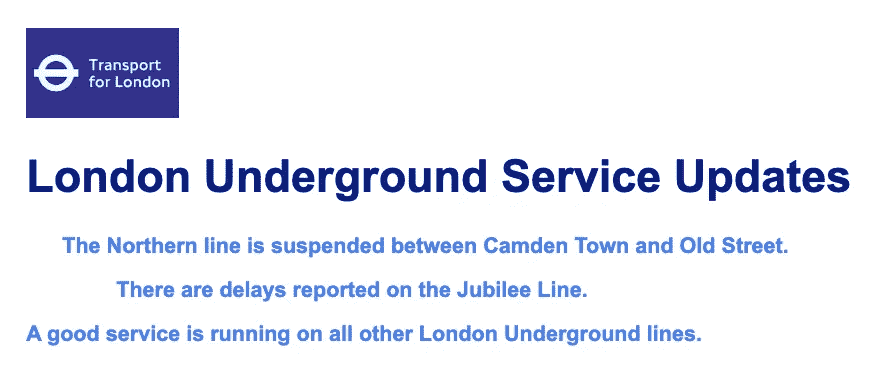 Transport
for London
London Underground Service Updates
The Northern line is suspended between Camden Town and Old Street.
There are delays reported on the Jubilee Line.
A good service is running on all other London Underground lines.